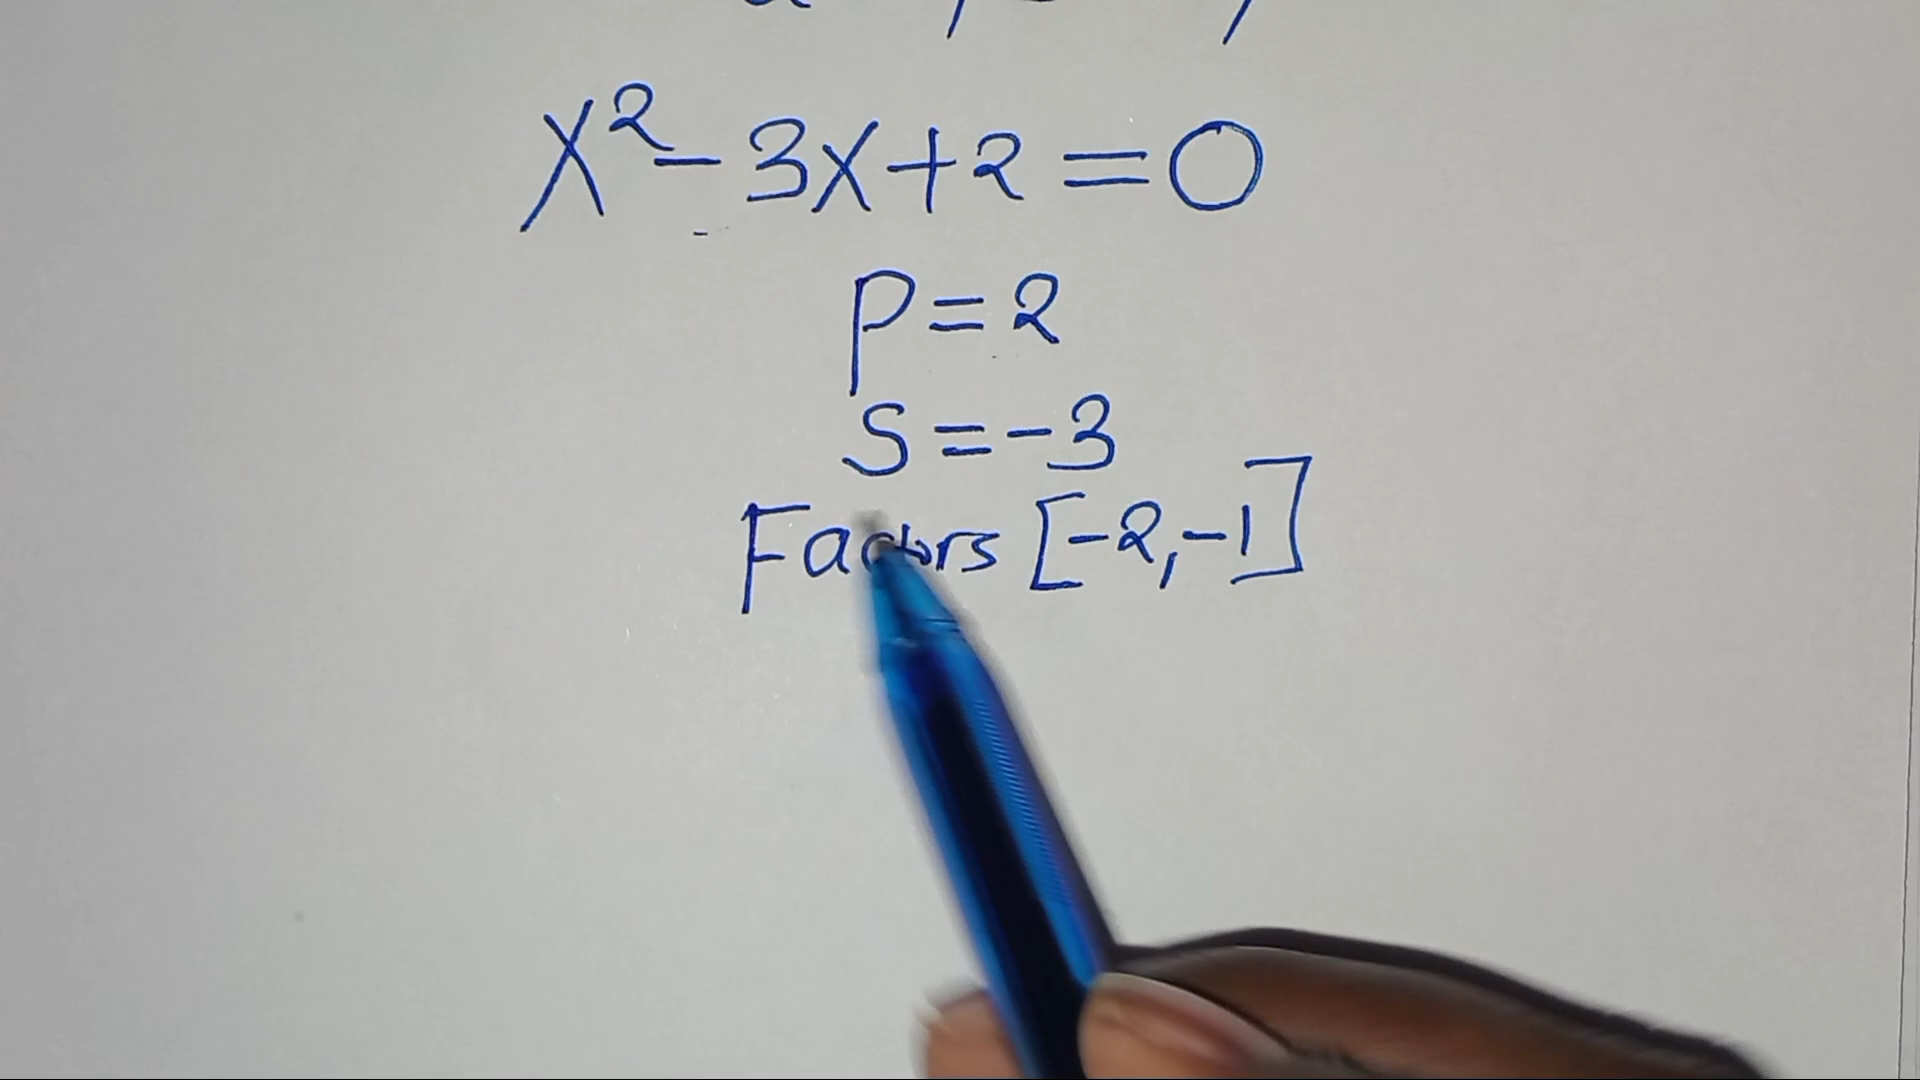 x² - 3x + 2 = 0
P = 2
S = -3
Factors [-2, -1]